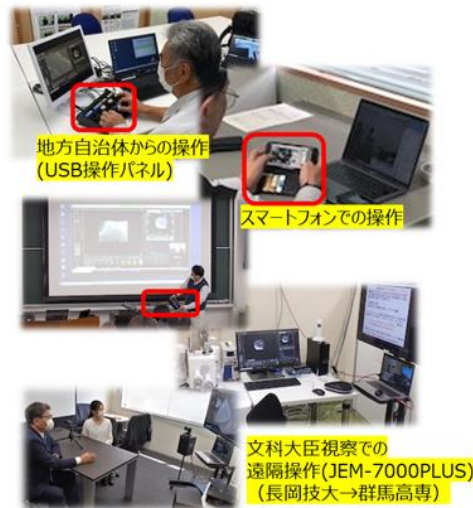 地方自治体からの操作
(USB操作パネル)
スマートフォンでの操作
文科大臣視察での
遠隔操作(JEM-7000PLUS)
(長岡技大→群馬高専)